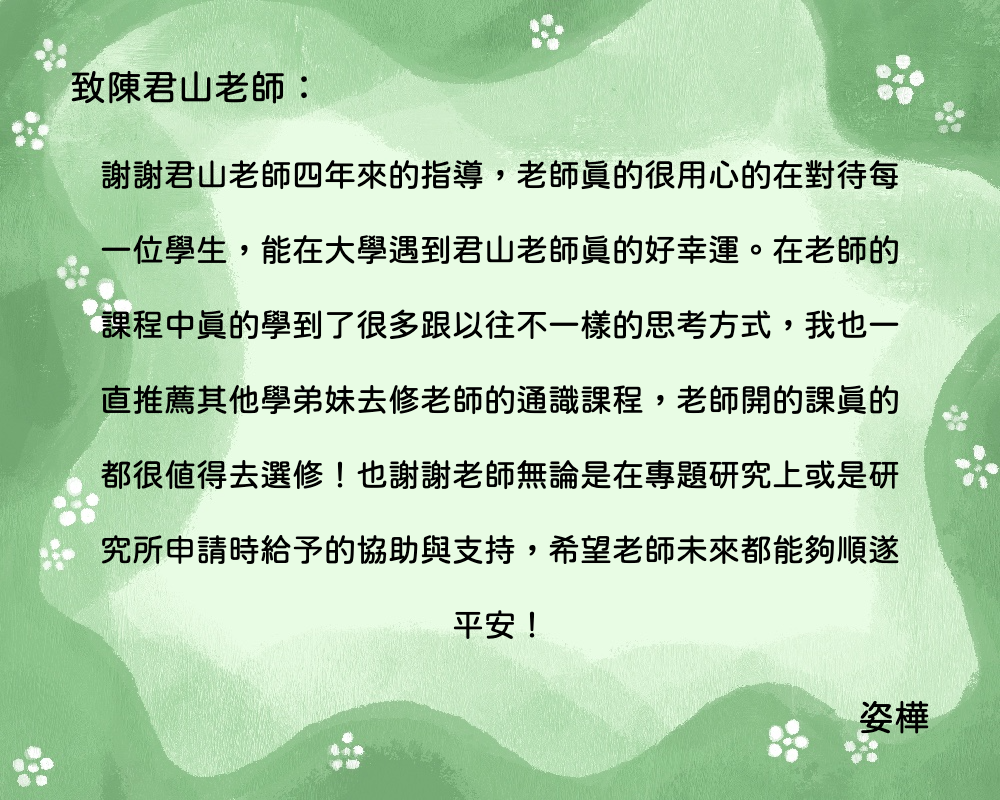 致陳君山老師：
謝謝君山老師四年來的指導，老師真的很用心的在對待每
一位學生，能在大學遇到君山老師真的好幸運。在老師的
課程中真的學到了很多跟以往不一樣的思考方式，我也一
直推薦其他學弟妹去修老師的通識課程，老師開的課真的
都很值得去選修！也謝謝老師無論是在專題研究上或是研
究所申請時給予的協助與支持，希望老師未來都能夠順遂
平安！
姿樺